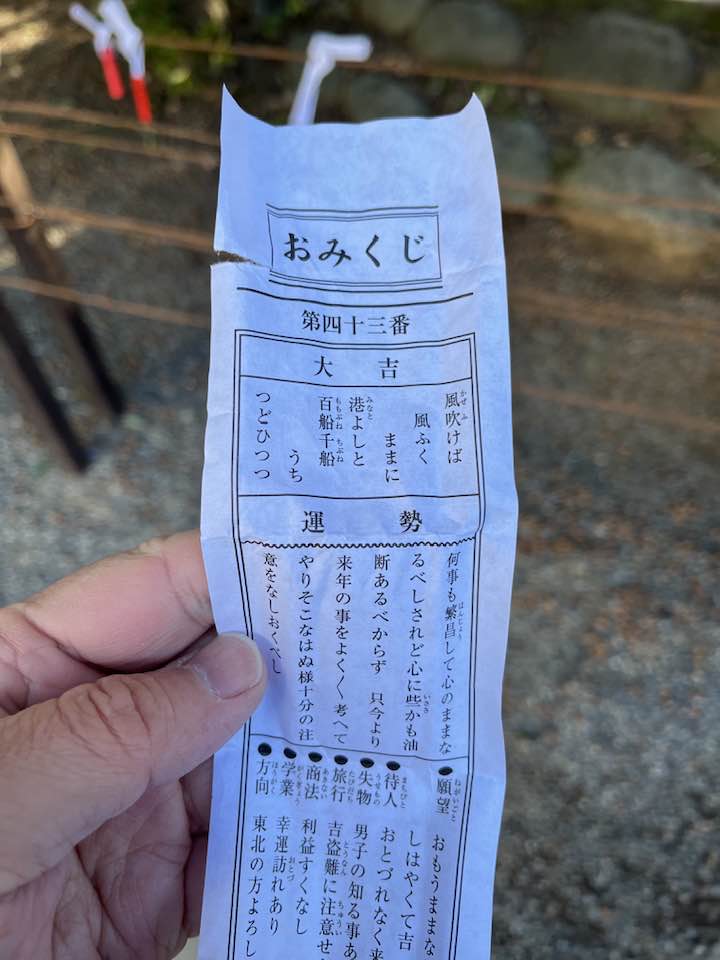 おみくじ
第四十三番
大吉
風吹けば
風ふく
ままに
港よしと
百船千船
うち
つどひつつ
運勢
何事も繁昌して心のままな
るべしされど心に些かも油
断あるべからず 只今より
来年の事をよく〱考へて
やりそこなはぬ様十分の注
意をなしおくべし
●願望 おもうままな
しはやくて吉
●待人 おとづれなく来
●失物 男子の知る事あ
●旅行 吉盗難に注意せ
●商法 利益すくなし
●学業 幸運訪れあり
●方向 東北の方よろし